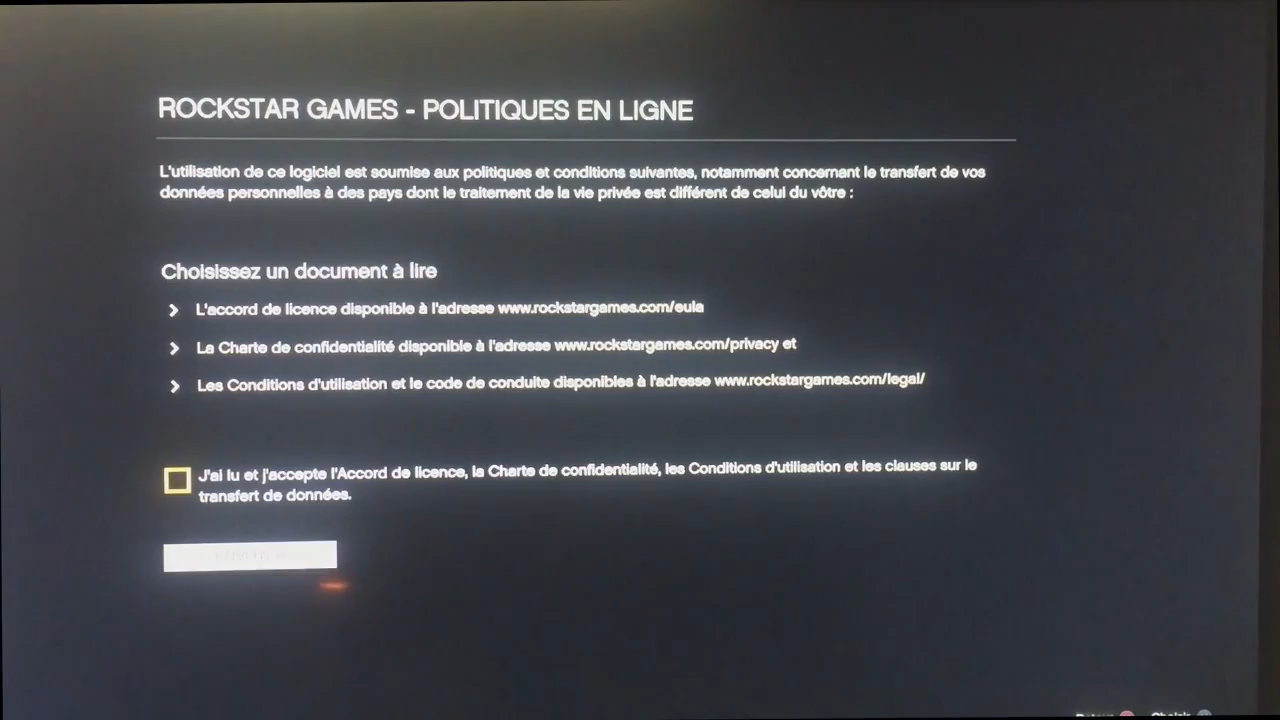 ROCKSTAR GAMES - POLITIQUES EN LIGNE
L'utilisation de ce logiciel est soumise aux politiques et conditions suivantes, notamment concernant le transfert de vos
données personnelles à des pays dont le traitement de la vie privée est différent de celui du vôtre :
Choisissez un document à lire
L'accord de licence disponible à l'adresse www.rockstargames.com/eula
La Charte de confidentialité disponible à l'adresse www.rockstargames.com/privacy et
Les Conditions d'utilisation et le code de conduite disponibles à l'adresse www.rockstargames.com/legal/
J'ai lu et j'accepte l'Accord de licence, la Charte de confidentialité, les Conditions d'utilisation et les clauses sur le
transfert de données.